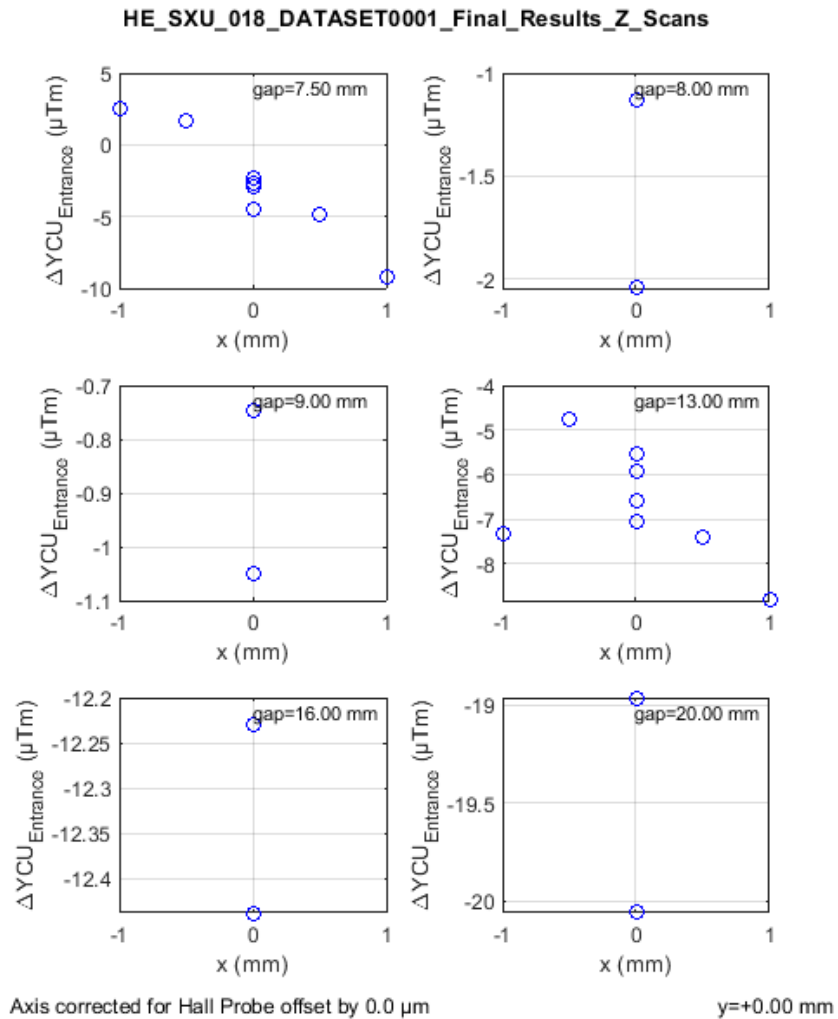 HE_SXU_018_DATASET0001_Final_Results_Z_Scans
5
0
-5
-10
ΔYCU_Entrance (μTm)
gap=7.50 mm
-1 0 1
x (mm)
-1
-1.5
-2
ΔYCU_Entrance (μTm)
gap=8.00 mm
-1 0 1
x (mm)
-0.7
-0.8
-0.9
-1
-1.1
ΔYCU_Entrance (μTm)
gap=9.00 mm
-1 0 1
x (mm)
-4
-5
-6
-7
-8
ΔYCU_Entrance (μTm)
gap=13.00 mm
-1 0 1
x (mm)
-12.2
-12.25
-12.3
-12.35
-12.4
ΔYCU_Entrance (μTm)
gap=16.00 mm
-1 0 1
x (mm)
-19
-19.5
-20
ΔYCU_Entrance (μTm)
gap=20.00 mm
-1 0 1
x (mm)
Axis corrected for Hall Probe offset by 0.0 μm
y=+0.00 mm